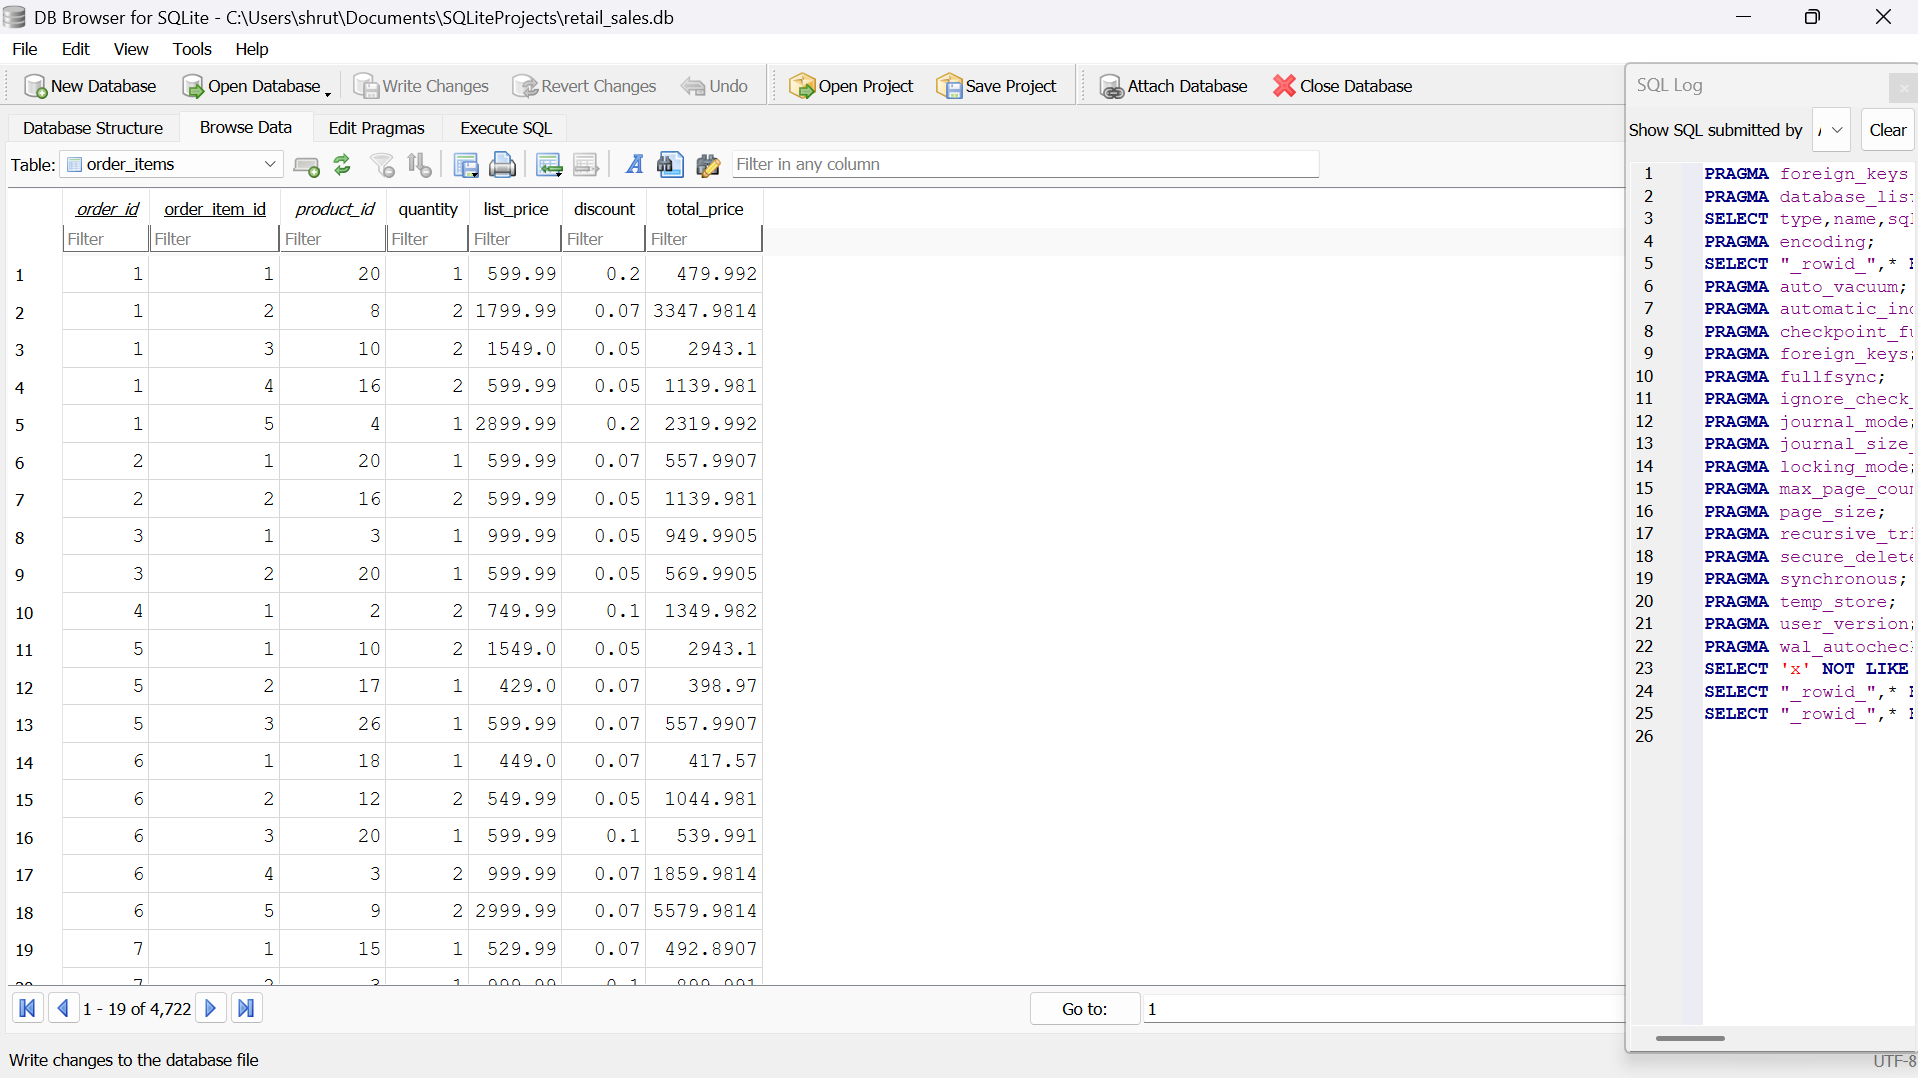 DB Browser for SQLite - C:\Users\shrut\Documents\SQLiteProjects\retail_sales.db
File Edit View Tools Help
New Database Open Database Write Changes Revert Changes Undo Open Project Save Project Attach Database Close Database
Database Structure Browse Data Edit Pragmas Execute SQL
Table: order_items Filter in any column
order_id order_item_id product_id quantity list_price discount total_price
Filter Filter Filter Filter Filter Filter Filter
1 1 1 20 1 599.99 0.2 479.992
2 1 2 8 2 1799.99 0.07 3347.9814
3 1 3 10 2 1549.0 0.05 2943.1
4 1 4 16 2 599.99 0.05 1139.981
5 1 5 4 1 2899.99 0.2 2319.992
6 2 1 20 1 599.99 0.07 557.9907
7 2 2 16 2 599.99 0.05 1139.981
8 3 1 3 1 999.99 0.05 949.9905
9 3 2 20 1 599.99 0.05 569.9905
10 4 1 2 2 749.99 0.1 1349.982
11 5 1 10 2 1549.0 0.05 2943.1
12 5 2 17 1 429.0 0.07 398.97
13 5 3 26 1 599.99 0.07 557.9907
14 6 1 18 1 449.0 0.07 417.57
15 6 2 12 2 549.99 0.05 1044.981
16 6 3 20 1 599.99 0.1 539.991
17 6 4 3 2 999.99 0.07 1859.9814
18 6 5 9 2 2999.99 0.07 5579.9814
19 7 1 15 1 529.99 0.07 492.8907
1 - 19 of 4,722 Go to: 1
Write changes to the database file
SQL Log
Show SQL submitted by Clear
1 PRAGMA foreign_keys
2 PRAGMA database_lis
3 SELECT type,name,sql
4 PRAGMA encoding;
5 SELECT "_rowid_",*
6 PRAGMA auto_vacuum;
7 PRAGMA automatic_in
8 PRAGMA checkpoint_f
9 PRAGMA foreign_keys;
10 PRAGMA fullfsync;
11 PRAGMA ignore_check_
12 PRAGMA journal_mode;
13 PRAGMA journal_size_
14 PRAGMA locking_mode;
15 PRAGMA max_page_cou
16 PRAGMA page_size;
17 PRAGMA recursive_tr
18 PRAGMA secure_delet
19 PRAGMA synchronous;
20 PRAGMA temp_store;
21 PRAGMA user_version;
22 PRAGMA wal_autochec
23 SELECT 'x' NOT LIKE
24 SELECT "_rowid_",*
25 SELECT "_rowid_",*
26
UTF-8